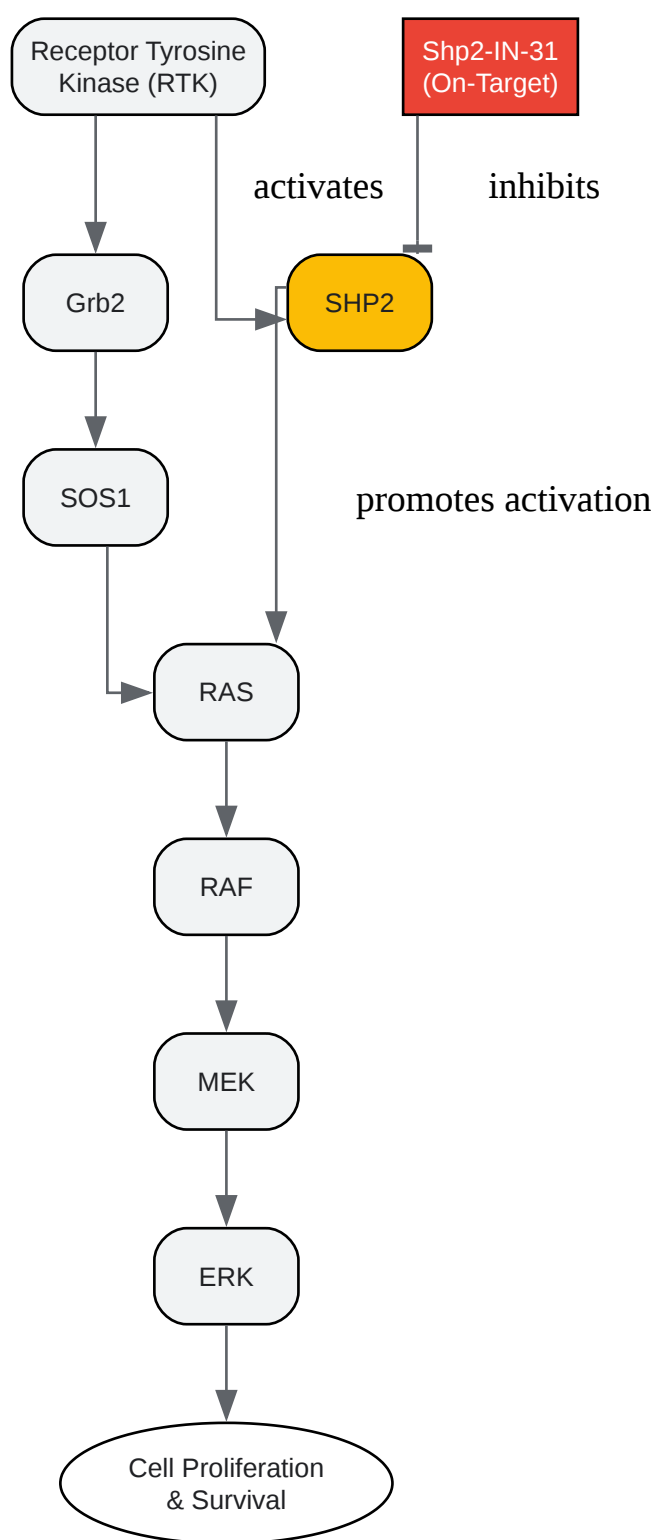 Receptor Tyrosine
Kinase (RTK)
Shp2-IN-31
(On-Target)
activates
inhibits
Grb2
SHP2
SOS1
promotes activation
RAS
RAF
MEK
ERK
Cell Proliferation
& Survival